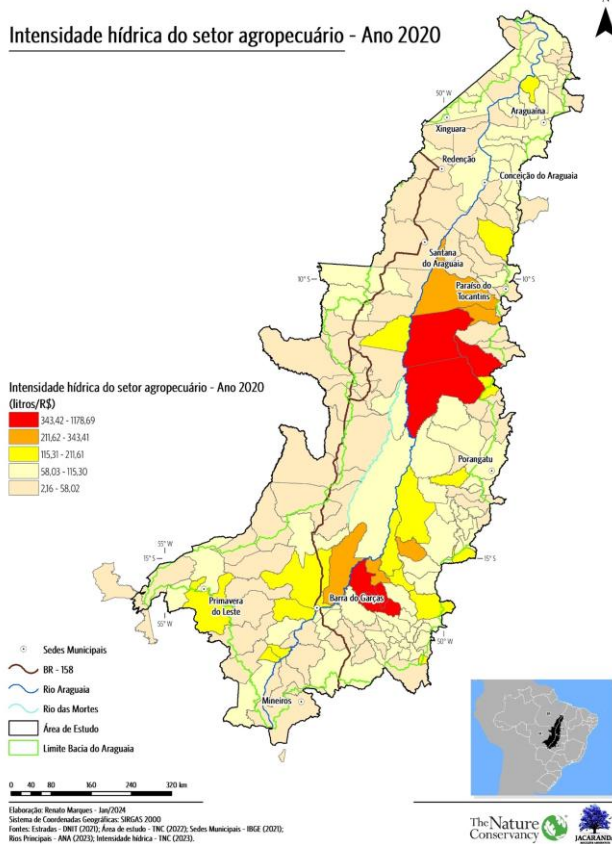 Intensidade hídrica do setor agropecuário - Ano 2020
N
50° W
Araguaína
Xinguara
Redenção
Conceição do Araguaia
Santana
do Araguaia
10° S
10° S
Paraíso do
Tocantins
Intensidade hídrica do setor agropecuário - Ano 2020
(litros/R$)
343,42 - 1178,69
211,62 - 343,41
115,31 - 211,61
58,03 - 115,30
2,16 - 58,02
Porangatu
55° W
15° S
15° S
Primavera
do Leste
Barra do Garças
55° W
50° W
Mineiros
Sedes Municipais
BR - 158
Rio Araguaia
Rio das Mortes
Área de Estudo
Limite Bacia do Araguaia
0 40 80 160 240 320 km
Elaboração: Renato Marques - Jan/2024
Sistema de Coordenadas Geográficas: SIRGAS 2000
Fontes: Estradas - DNIT (2021); Área de estudo - TNC (2022); Sedes Municipais - IBGE (2021);
Rios Principais - ANA (2023); Intensidade hídrica - TNC (2023).
The Nature
Conservancy
JACARANDÁ